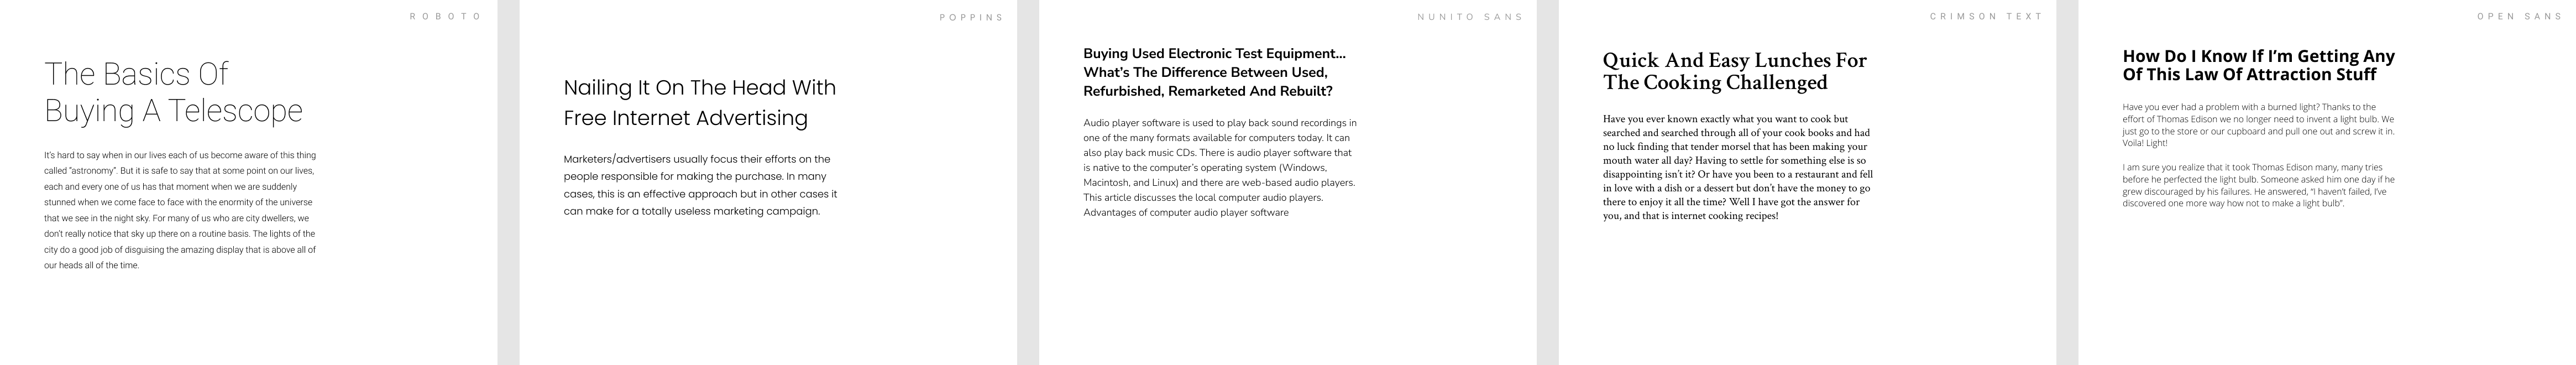 ROBOTO
The Basics Of
Buying A Telescope
It's hard to say when in our lives each of us become aware of this thing
called "astronomy". But it is safe to say that at some point on our lives,
each and every one of us has that moment when we are suddenly
stunned when we come face to face with the enormity of the universe
that we see in the night sky. For many of us who are city dwellers, we
don't really notice that sky up there on a routine basis. The lights of the
city do a good job of disguising the amazing display that is above all of
our heads all of the time.
POPPINS
Nailing It On The Head With
Free Internet Advertising
Marketers/advertisers usually focus their efforts on the
people responsible for making the purchase. In many
cases, this is an effective approach but in other cases it
can make for a totally useless marketing campaign.
NUNITO SANS
Buying Used Electronic Test Equipment...
What's The Difference Between Used,
Refurbished, Remarketed And Rebuilt?
Audio player software is used to play back sound recordings in
one of the many formats available for computers today. It can
also play back music CDs. There is audio player software that
is native to the computer's operating system (Windows,
Macintosh, and Linux) and there are web-based audio players.
This article discusses the local computer audio players.
Advantages of computer audio player software
CRIMSON TEXT
Quick And Easy Lunches For
The Cooking Challenged
Have you ever known exactly what you want to cook but
searched and searched through all of your cook books and had
no luck finding that tender morsel that has been making your
mouth water all day? Having to settle for something else is so
disappointing isn't it? Or have you been to a restaurant and fell
in love with a dish or a dessert but don't have the money to go
there to enjoy it all the time? Well I have got the answer for
you, and that is internet cooking recipes!
OPEN SANS
How Do I Know If I'm Getting Any
Of This Law Of Attraction Stuff
Have you ever had a problem with a burned light? Thanks to the
effort of Thomas Edison we no longer need to invent a light bulb. We
just go to the store or our cupboard and pull one out and screw it in.
Voila! Light!
I am sure you realize that it took Thomas Edison many, many tries
before he perfected the light bulb. Someone asked him one day if he
grew discouraged by his failures. He answered, "I haven't failed, I've
discovered one more way how not to make a light bulb".